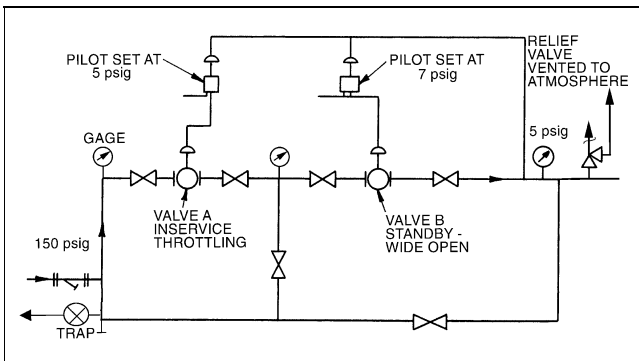 PILOT SET AT
5 psig
PILOT SET AT
7 psig
RELIEF
VALVE
VENTED TO
ATMOSPHERE
GAGE
5 psig
VALVE A
INSERVICE
THROTTLING
VALVE B
STANDBY -
WIDE OPEN
150 psig
TRAP